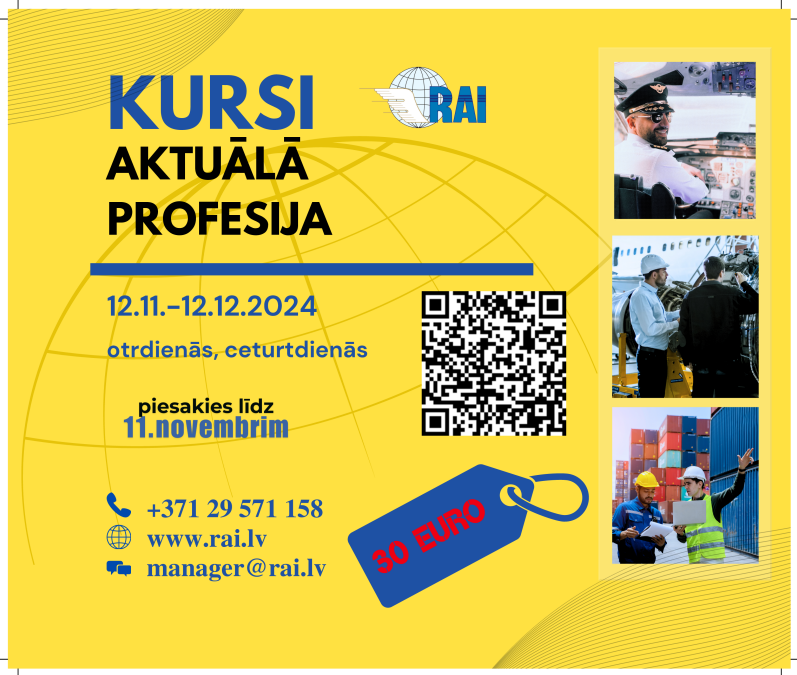 KURSI
RAI
AKTUĀLĀ
PROFESIJA
12.11.-12.12.2024
otrdienās, ceturtdienās
piesakies līdz
11.novembrim
+371 29 571 158
www.rai.lv
manager@rai.lv
30 EURO